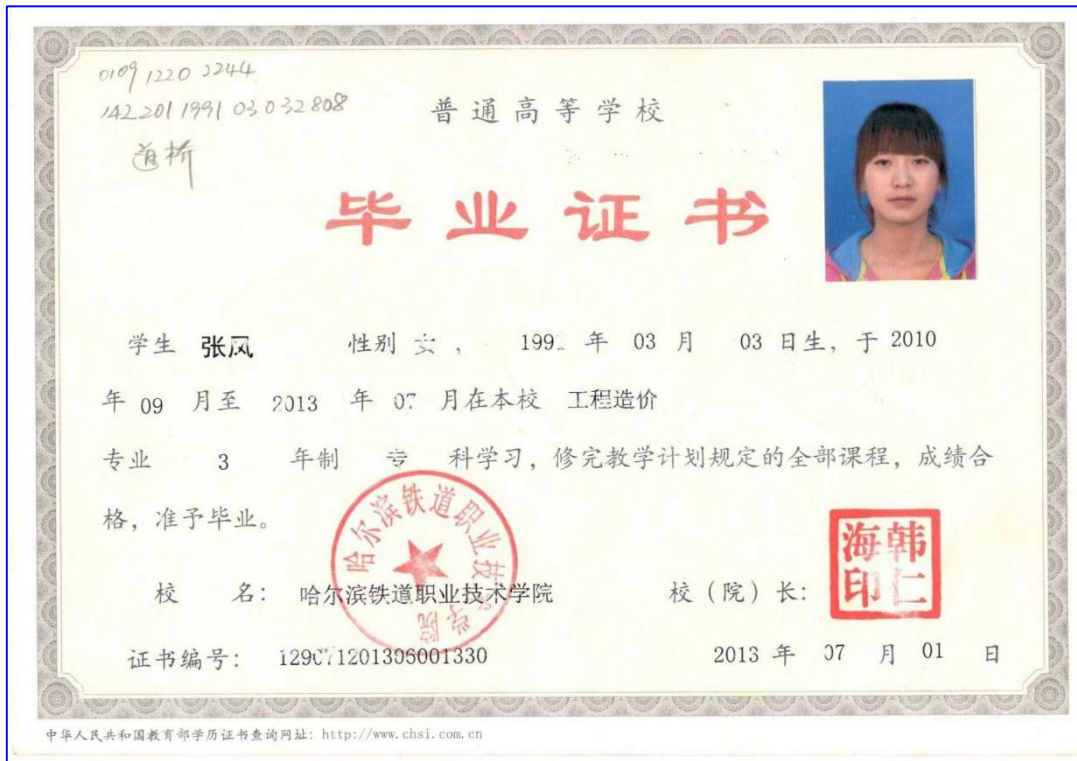 0109 1220 2244
142201 1991 03 032808
道桥
普通高等学校
毕业证书
学生 张凤 性别 女, 199 年 03 月 03 日生, 于 2010
年 09 月至 2013 年 07 月在本校 工程造价
专业 3 年制 专 科学习, 修完教学计划规定的全部课程, 成绩合
格, 准予毕业。
哈尔滨铁道职业技术学院
校 名: 哈尔滨铁道职业技术学院 校(院)长:
韩仁海印
证书编号: 129071201306001330 2013 年 07 月 01 日
中华人民共和国教育部学历证书查询网址: http://www.chsi.com.cn